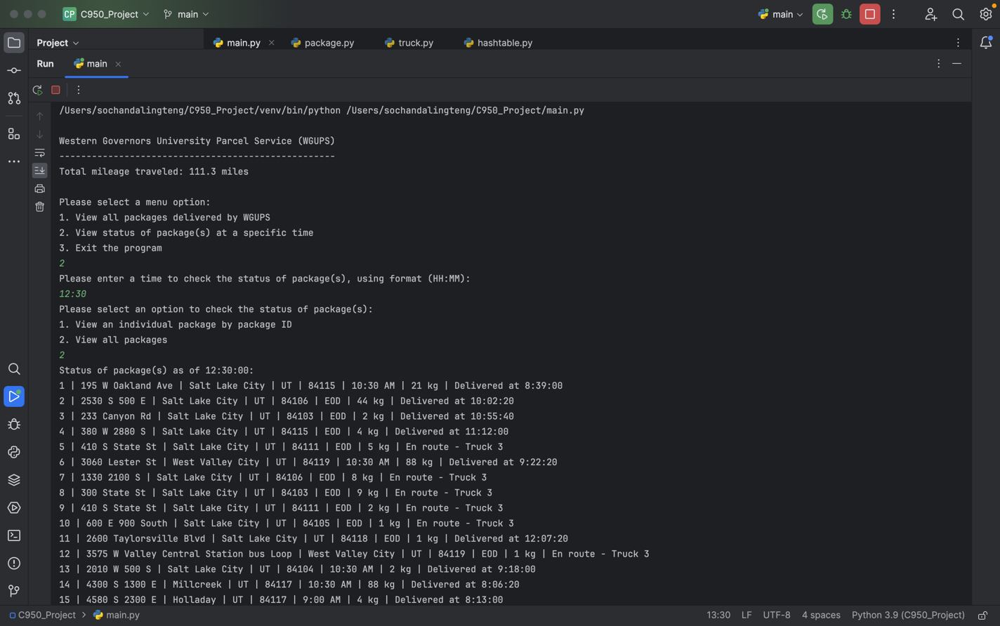 CP C950_Project main main
Project main.py package.py truck.py hashtable.py
Run main
/Users/sochandalingteng/C950_Project/venv/bin/python /Users/sochandalingteng/C950_Project/main.py
Western Governors University Parcel Service (WGUPS)
---------------------------------------------------
Total mileage traveled: 111.3 miles
Please select a menu option:
1. View all packages delivered by WGUPS
2. View status of package(s) at a specific time
3. Exit the program
2
Please enter a time to check the status of package(s), using format (HH:MM):
12:30
Please select an option to check the status of package(s):
1. View an individual package by package ID
2. View all packages
2
Status of package(s) as of 12:30:00:
1 | 195 W Oakland Ave | Salt Lake City | UT | 84115 | 10:30 AM | 21 kg | Delivered at 8:39:00
2 | 2530 S 500 E | Salt Lake City | UT | 84106 | EOD | 44 kg | Delivered at 10:02:20
3 | 233 Canyon Rd | Salt Lake City | UT | 84103 | EOD | 2 kg | Delivered at 10:55:40
4 | 380 W 2880 S | Salt Lake City | UT | 84115 | EOD | 4 kg | Delivered at 11:12:00
5 | 410 S State St | Salt Lake City | UT | 84111 | EOD | 5 kg | En route - Truck 3
6 | 3060 Lester St | West Valley City | UT | 84119 | 10:30 AM | 88 kg | Delivered at 9:22:20
7 | 1330 2100 S | Salt Lake City | UT | 84106 | EOD | 8 kg | En route - Truck 3
8 | 300 State St | Salt Lake City | UT | 84103 | EOD | 9 kg | En route - Truck 3
9 | 410 S State St | Salt Lake City | UT | 84111 | EOD | 2 kg | En route - Truck 3
10 | 600 E 900 South | Salt Lake City | UT | 84105 | EOD | 1 kg | En route - Truck 3
11 | 2600 Taylorsville Blvd | Salt Lake City | UT | 84118 | EOD | 1 kg | Delivered at 12:07:20
12 | 3575 W Valley Central Station bus Loop | West Valley City | UT | 84119 | EOD | 1 kg | En route - Truck 3
13 | 2010 W 500 S | Salt Lake City | UT | 84104 | 10:30 AM | 2 kg | Delivered at 9:18:00
14 | 4300 S 1300 E | Millcreek | UT | 84117 | 10:30 AM | 88 kg | Delivered at 8:06:20
15 | 4580 S 2300 E | Holladay | UT | 84117 | 9:00 AM | 4 kg | Delivered at 8:13:00
C950_Project > main.py 13:30 LF UTF-8 4 spaces Python 3.9 (C950_Project)